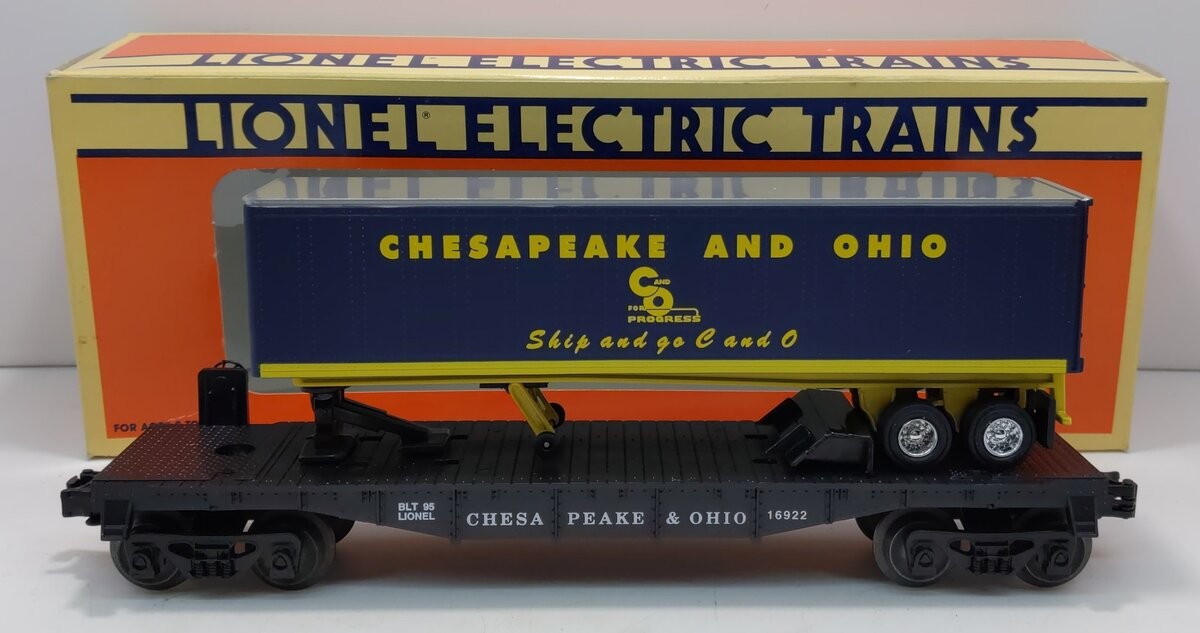 LIONEL ELECTRIC TRAINS
LIONEL® ELECTRIC TRAINS
CHESAPEAKE AND OHIO
C AND O
FOR PROGRESS
Ship and go C and O
FOR
BLT 95
LIONEL
CHESA PEAKE & OHIO 16922